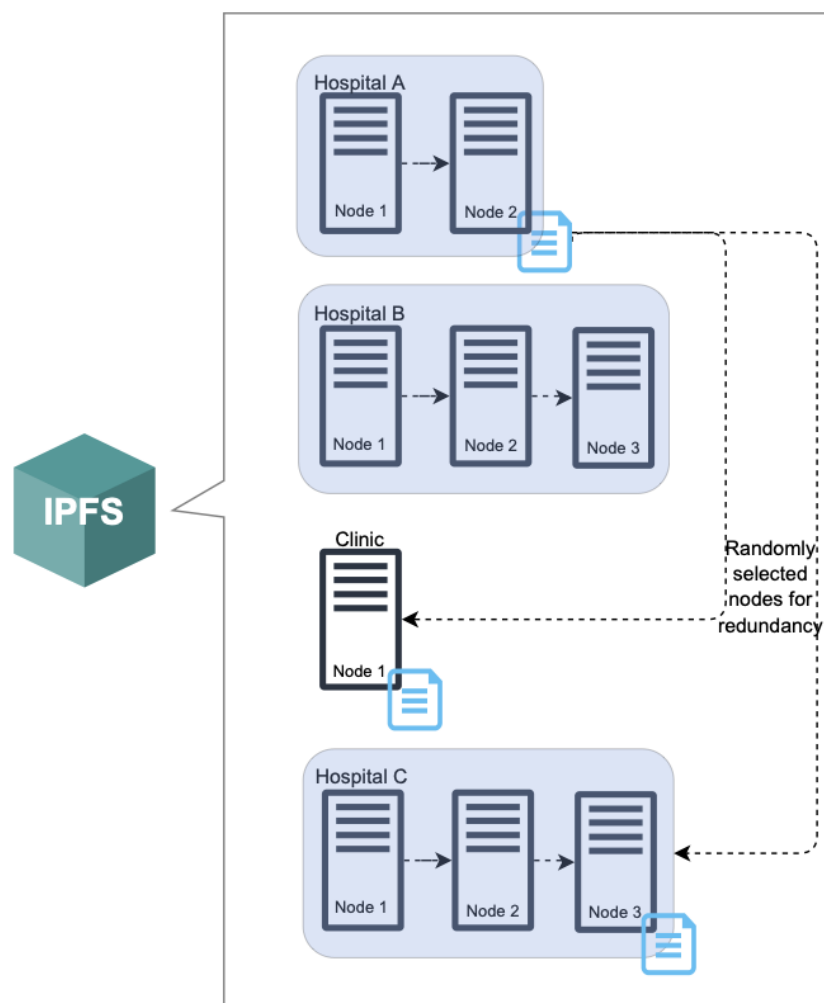 Hospital A
Node 1
Node 2
Hospital B
Node 1
Node 2
Node 3
IPFS
Clinic
Node 1
Randomly
selected
nodes for
redundancy
Hospital C
Node 1
Node 2
Node 3